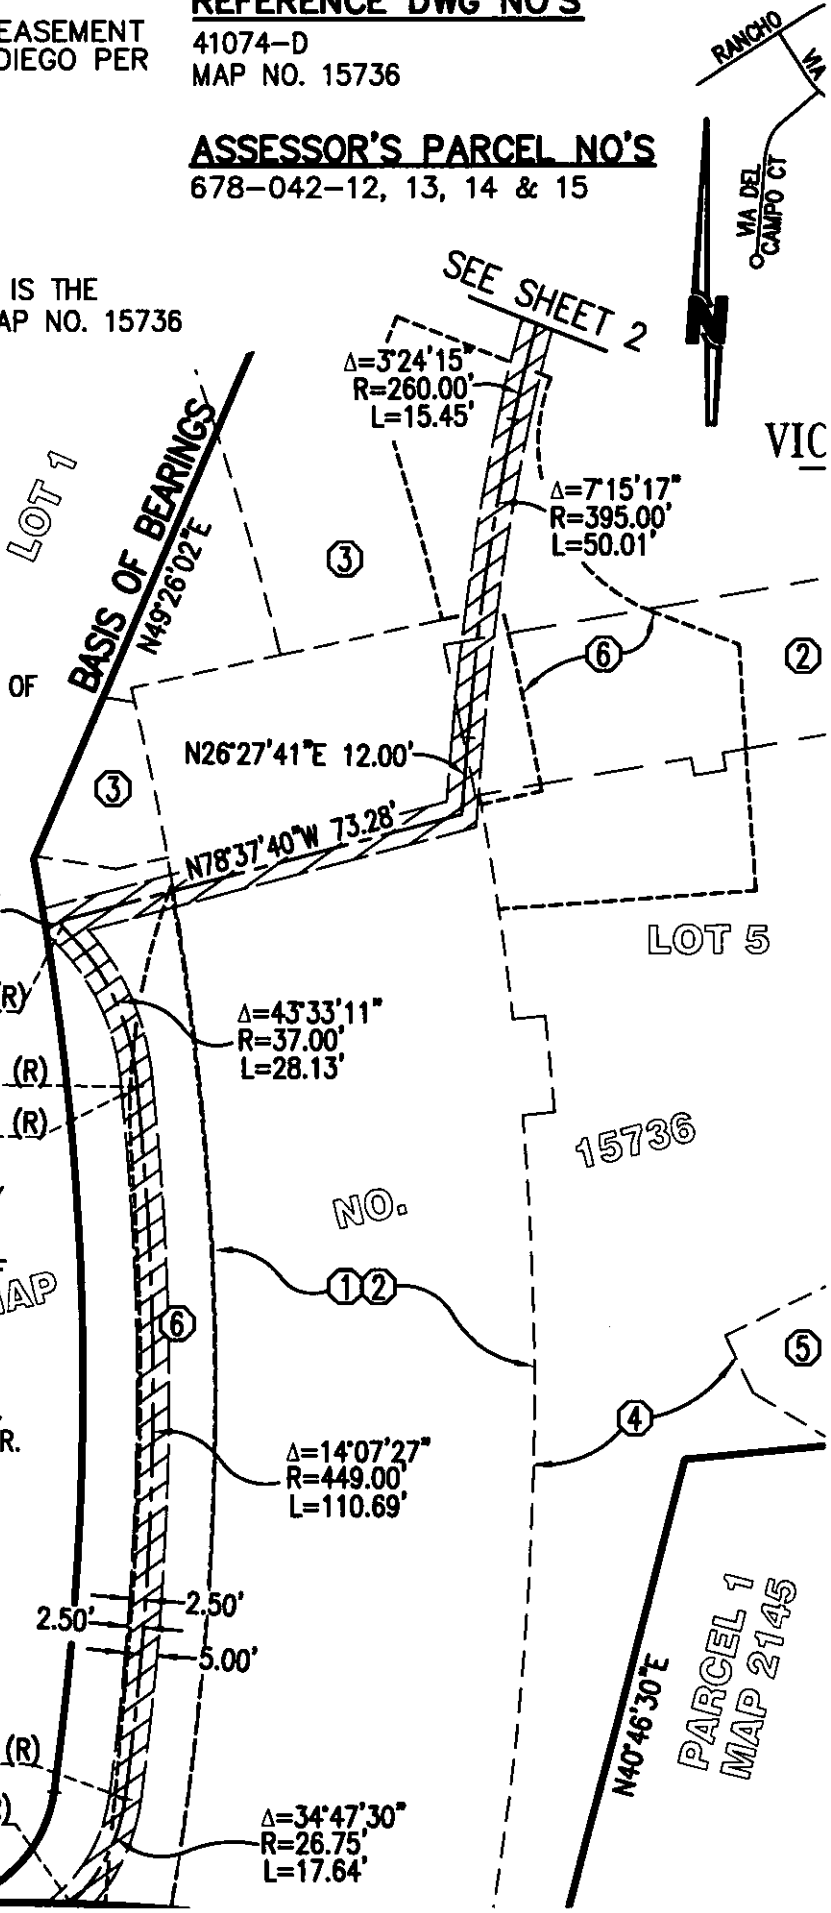 REFERENCE DWG NO'S
EASEMENT
DIEGO PER
41074-D
MAP NO. 15736
RANCHO
VIA
ASSESSOR'S PARCEL NO'S
678-042-12, 13, 14 & 15
VIA DEL
CAMPO CT
IS THE
AP NO. 15736
SEE SHEET 2
N
Δ=3°24'15"
R=260.00'
L=15.45'
VIC
LOT 1
BASIS OF BEARINGS
N49°26'02"E
Δ=7°15'17"
R=395.00'
L=50.01'
3
6
2
OF
N26°27'41"E 12.00'
3
N78°37'40"W 73.28'
LOT 5
(R)
Δ=43°33'11"
R=37.00'
L=28.13'
(R)
(R)
15736
NO.
1 2
MAP
6
5
4
R.
Δ=14°07'27"
R=449.00'
L=110.69'
2.50'
2.50'
5.00'
PARCEL 1
MAP 2145
N40°46'30"E
(R)
Δ=34°47'30"
R=26.75'
L=17.64'